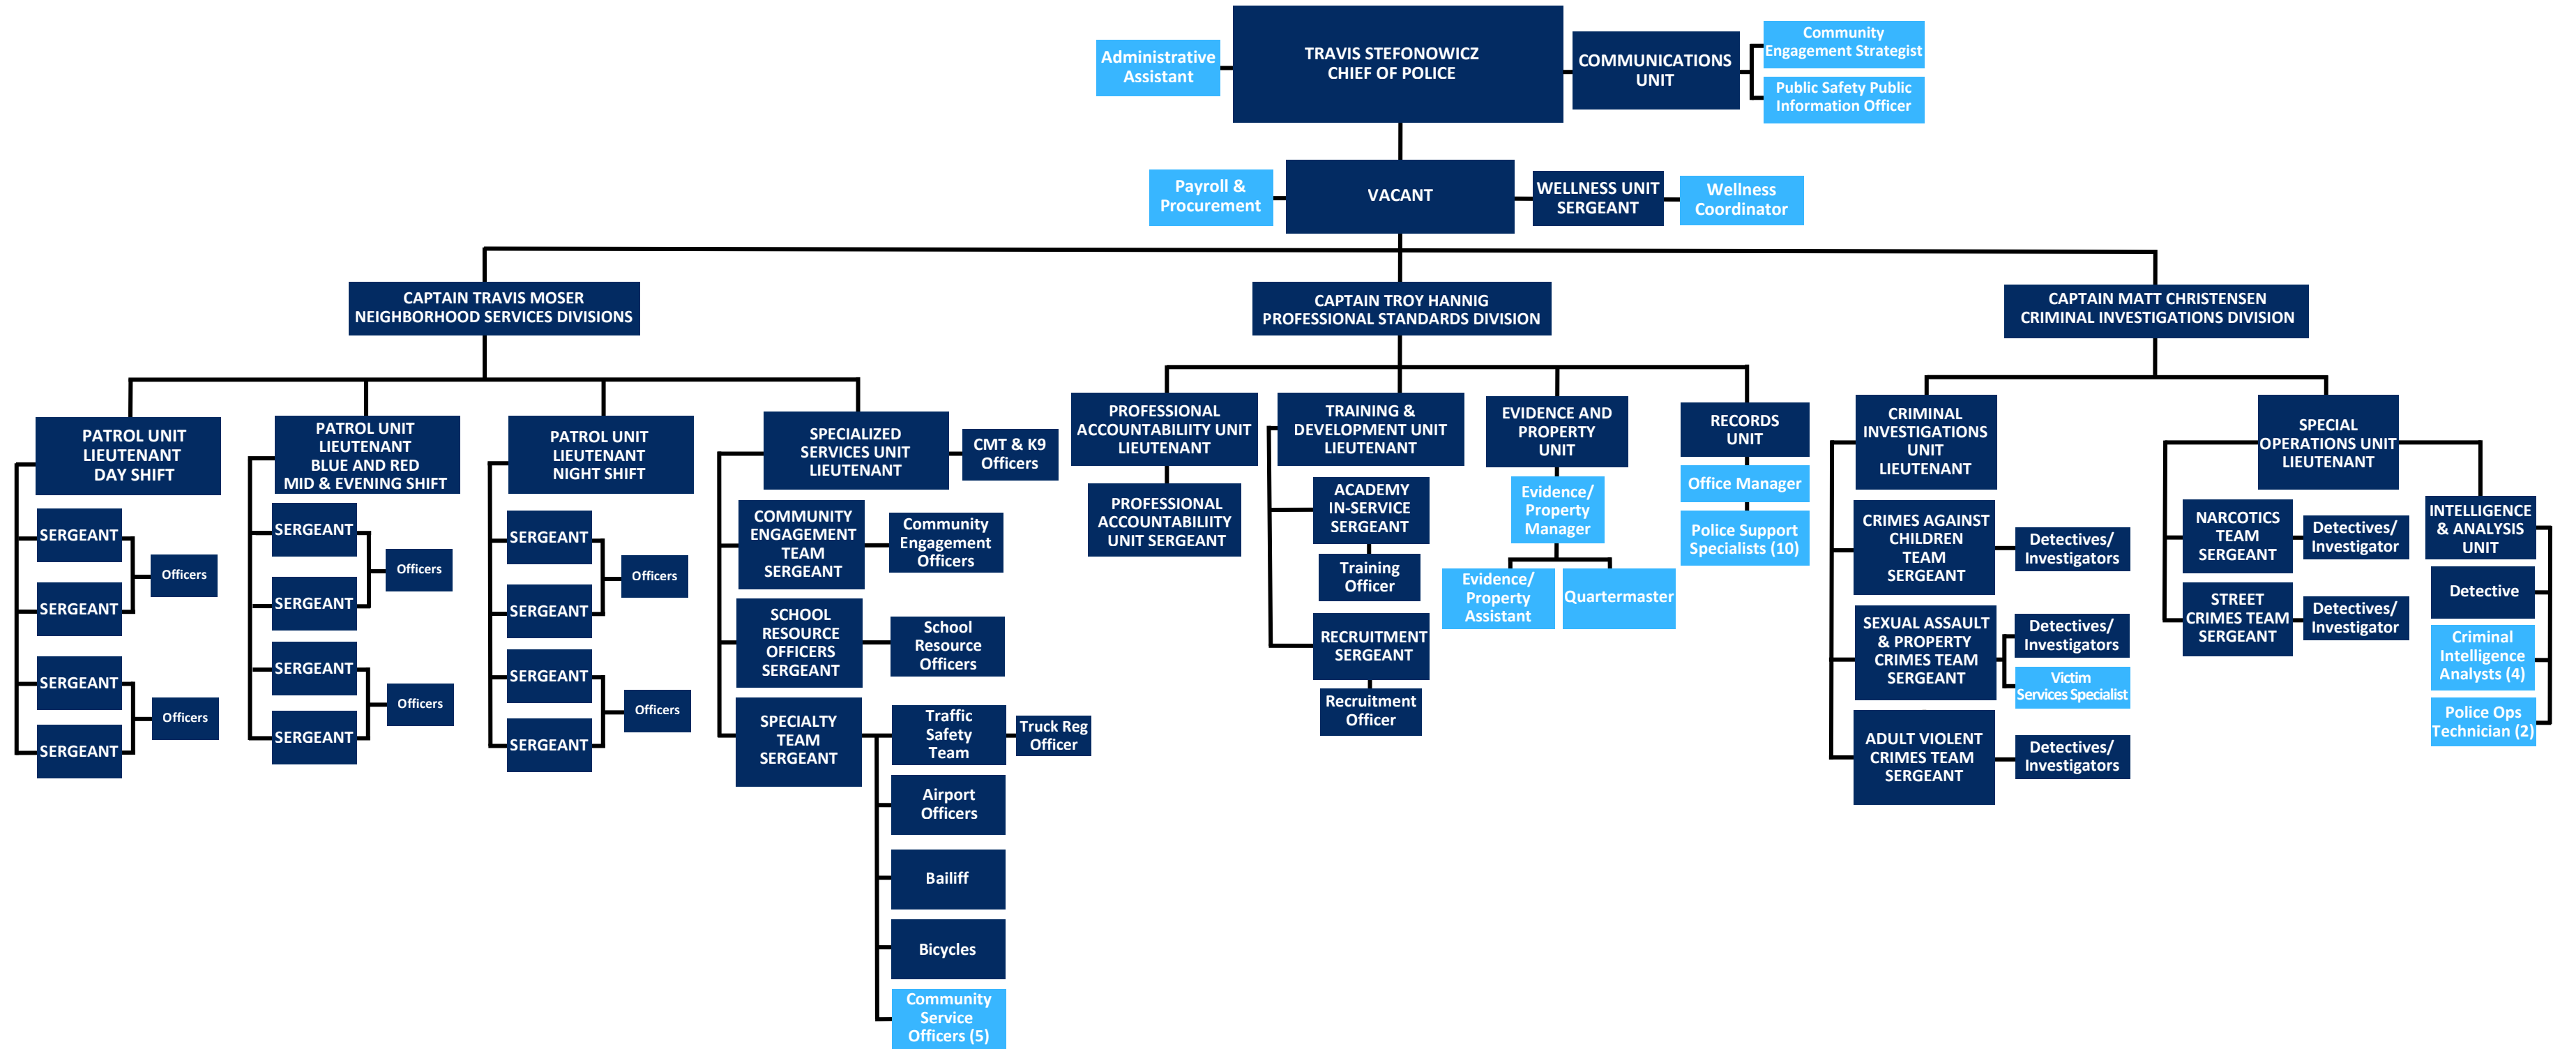 Administrative
Assistant
TRAVIS STEFONOWICZ
CHIEF OF POLICE
COMMUNICATIONS
UNIT
Community
Engagement Strategist
Public Safety Public
Information Officer
Payroll &
Procurement
VACANT
WELLNESS UNIT
SERGEANT
Wellness
Coordinator
CAPTAIN TRAVIS MOSER
NEIGHBORHOOD SERVICES DIVISIONS
CAPTAIN TROY HANNIG
PROFESSIONAL STANDARDS DIVISION
CAPTAIN MATT CHRISTENSEN
CRIMINAL INVESTIGATIONS DIVISION
PATROL UNIT
LIEUTENANT
DAY SHIFT
SERGEANT
SERGEANT
Officers
SERGEANT
SERGEANT
Officers
PATROL UNIT
LIEUTENANT
BLUE AND RED
MID & EVENING SHIFT
SERGEANT
SERGEANT
Officers
SERGEANT
SERGEANT
Officers
PATROL UNIT
LIEUTENANT
NIGHT SHIFT
SERGEANT
SERGEANT
Officers
SERGEANT
SERGEANT
Officers
SPECIALIZED
SERVICES UNIT
LIEUTENANT
CMT & K9
Officers
COMMUNITY
ENGAGEMENT
TEAM
SERGEANT
Community
Engagement
Officers
SCHOOL
RESOURCE
OFFICERS
SERGEANT
School
Resource
Officers
SPECIALTY
TEAM
SERGEANT
Traffic
Safety
Team
Truck Reg
Officer
Airport
Officers
Bailiff
Bicycles
Community
Service
Officers (5)
PROFESSIONAL
ACCOUNTABILIITY UNIT
LIEUTENANT
PROFESSIONAL
ACCOUNTABILIITY
UNIT SERGEANT
TRAINING &
DEVELOPMENT UNIT
LIEUTENANT
ACADEMY
IN-SERVICE
SERGEANT
Training
Officer
RECRUITMENT
SERGEANT
Recruitment
Officer
EVIDENCE AND
PROPERTY
UNIT
Evidence/
Property
Manager
Evidence/
Property
Assistant
Quartermaster
RECORDS
UNIT
Office Manager
Police Support
Specialists (10)
CRIMINAL
INVESTIGATIONS
UNIT
LIEUTENANT
CRIMES AGAINST
CHILDREN
TEAM
SERGEANT
Detectives/
Investigators
SEXUAL ASSAULT
& PROPERTY
CRIMES TEAM
SERGEANT
Detectives/
Investigators
Victim
Services Specialist
ADULT VIOLENT
CRIMES TEAM
SERGEANT
Detectives/
Investigators
SPECIAL
OPERATIONS UNIT
LIEUTENANT
NARCOTICS
TEAM
SERGEANT
Detectives/
Investigator
STREET
CRIMES TEAM
SERGEANT
Detectives/
Investigator
INTELLIGENCE
& ANALYSIS
UNIT
Detective
Criminal
Intelligence
Analysts (4)
Police Ops
Technician (2)